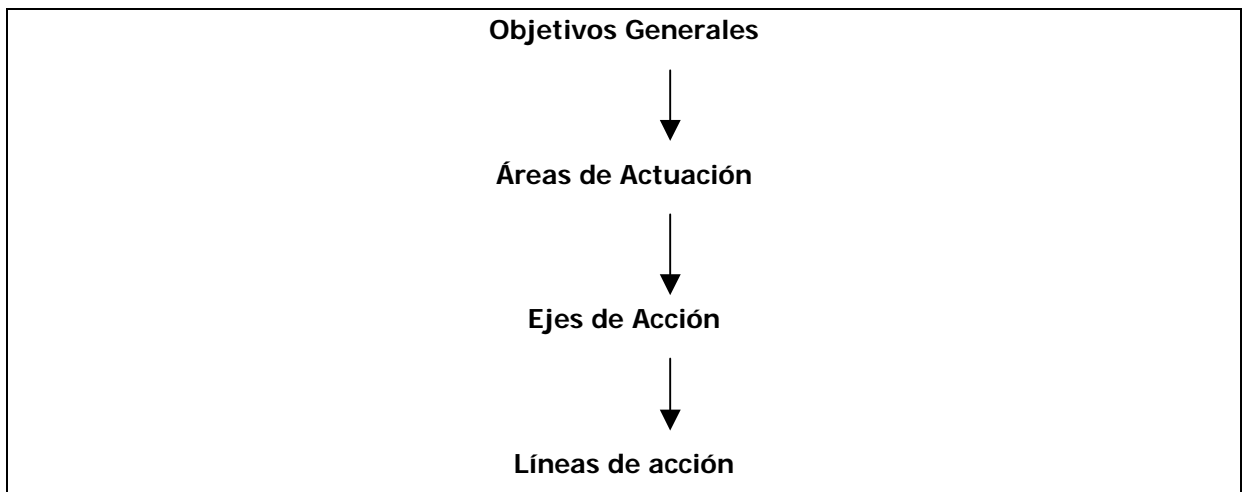 Objetivos Generales
Áreas de Actuación
Ejes de Acción
Líneas de acción